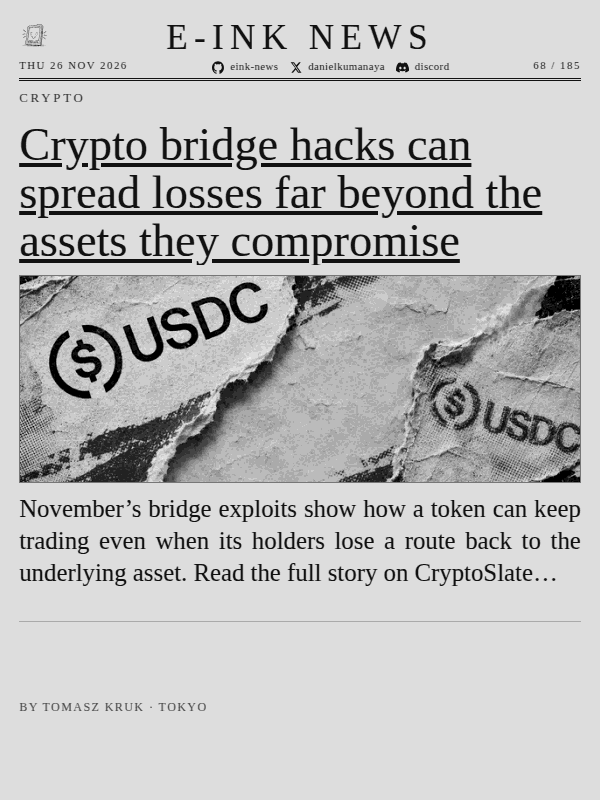 E-INK NEWS
THU 26 NOV 2026
eink-news danielkumanaya discord
68 / 185
CRYPTO
Crypto bridge hacks can
spread losses far beyond the
assets they compromise
$ USDC
$ USDC
November’s bridge exploits show how a token can keep
trading even when its holders lose a route back to the
underlying asset. Read the full story on CryptoSlate…
BY TOMASZ KRUK · TOKYO